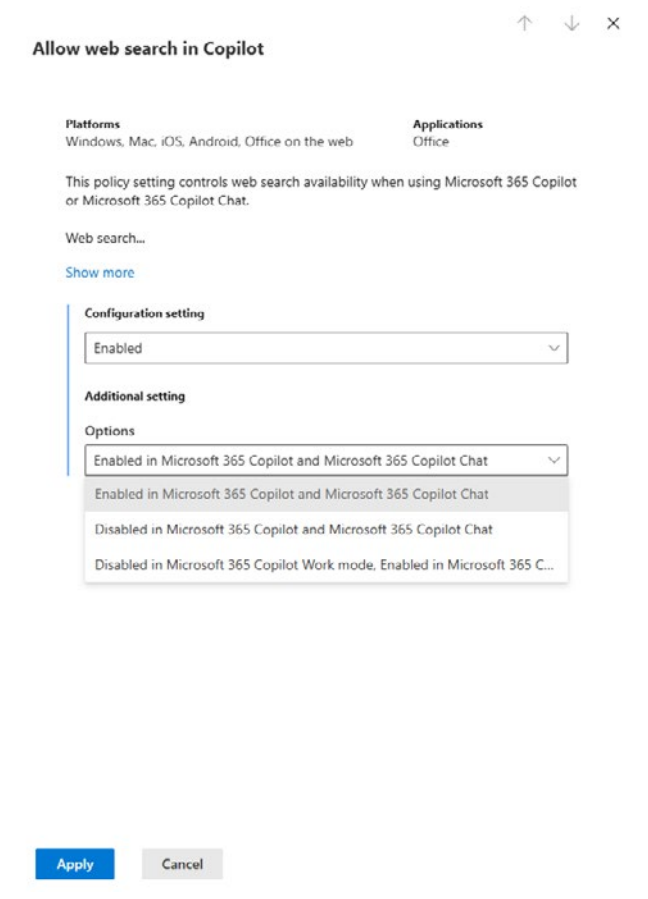 Allow web search in Copilot
Platforms
Windows, Mac, iOS, Android, Office on the web
Applications
Office
This policy setting controls web search availability when using Microsoft 365 Copilot
or Microsoft 365 Copilot Chat.
Web search...
Show more
Configuration setting
Enabled
Additional setting
Options
Enabled in Microsoft 365 Copilot and Microsoft 365 Copilot Chat
Enabled in Microsoft 365 Copilot and Microsoft 365 Copilot Chat
Disabled in Microsoft 365 Copilot and Microsoft 365 Copilot Chat
Disabled in Microsoft 365 Copilot Work mode, Enabled in Microsoft 365 C...
Apply
Cancel